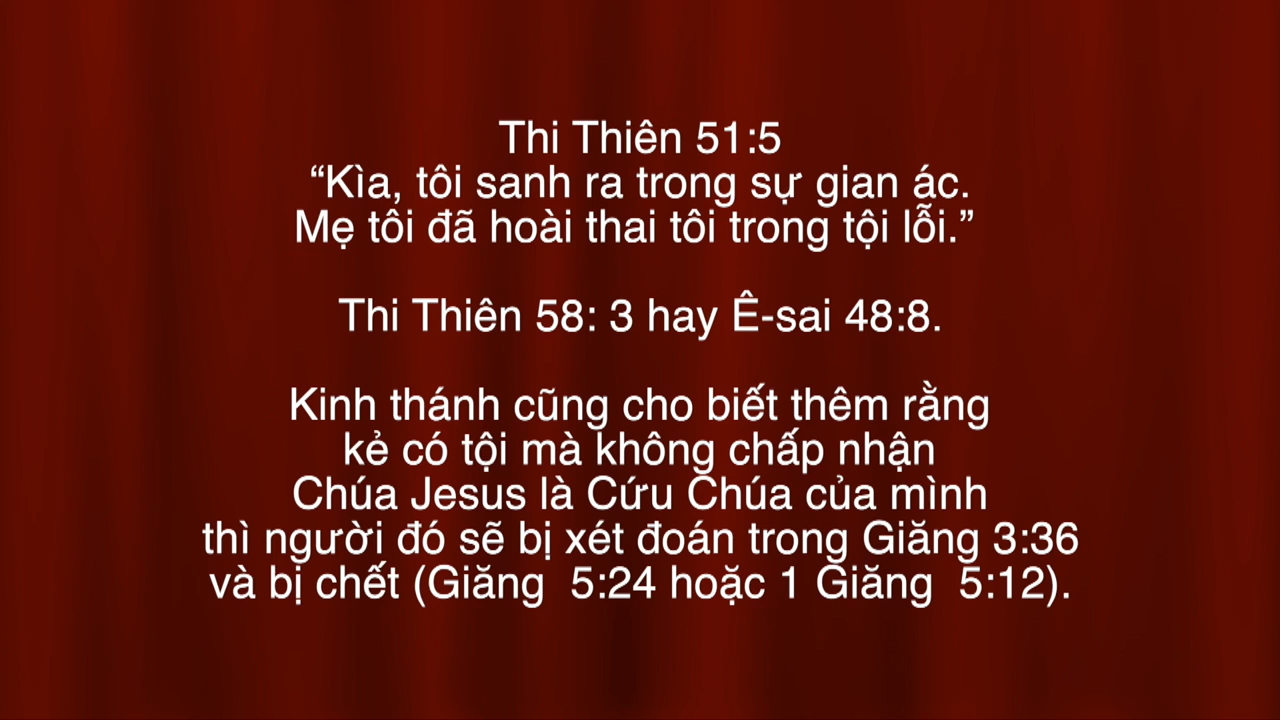 Thi Thiên 51:5
“Kìa, tôi sanh ra trong sự gian ác.
Mẹ tôi đã hoài thai tôi trong tội lỗi.”
Thi Thiên 58: 3 hay Ê-sai 48:8.
Kinh thánh cũng cho biết thêm rằng
kẻ có tội mà không chấp nhận
Chúa Jesus là Cứu Chúa của mình
thì người đó sẽ bị xét đoán trong Giăng 3:36
và bị chết (Giăng  5:24 hoặc 1 Giăng  5:12).